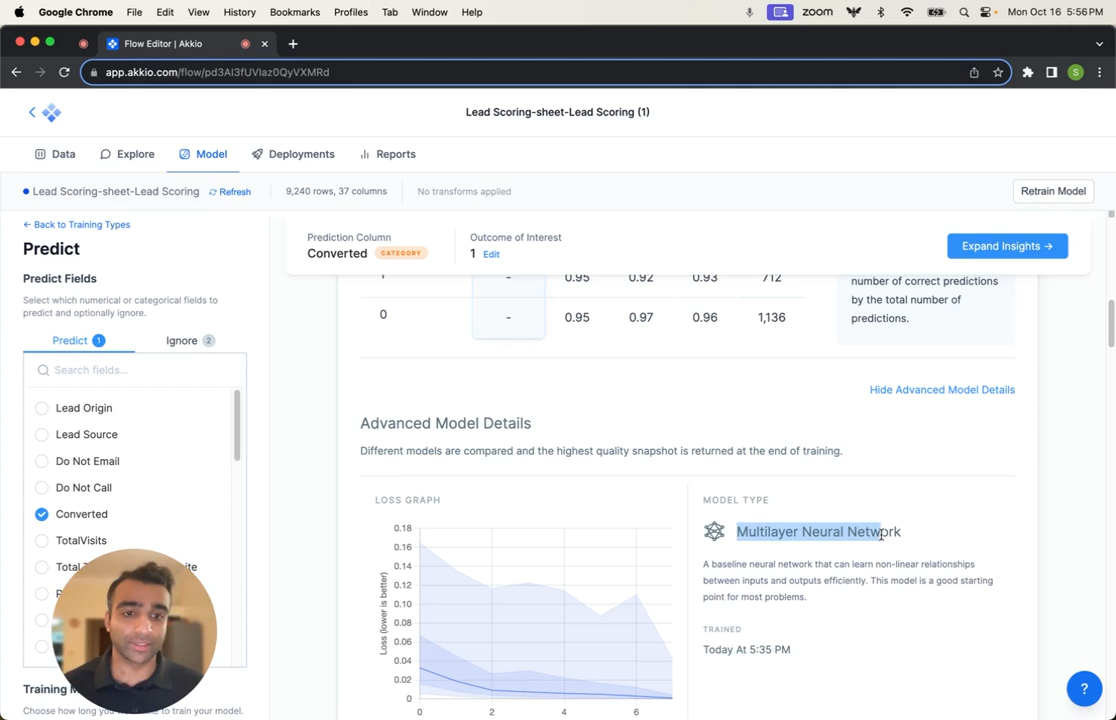 Google Chrome File Edit View History Bookmarks Profiles Tab Window Help zoom Mon Oct 16 5:56 PM
Flow Editor | Akkio
app.akkio.com/flow/pd3AI3fUVlaz0QyVXMRd S
Lead Scoring-sheet-Lead Scoring (1)
Data Explore Model Deployments Reports
Lead Scoring-sheet-Lead Scoring Refresh 9,240 rows, 37 columns No transforms applied Retrain Model
← Back to Training Types
Predict
Predict Fields
Select which numerical or categorical fields to
predict and optionally ignore.
Predict 1 Ignore 2
Search fields...
Lead Origin
Lead Source
Do Not Email
Do Not Call
Converted
TotalVisits
Training
Choose how long you to train your model.
Prediction Column
Converted CATEGORY
Outcome of Interest
1 Edit
Expand Insights →
1 - 0.95 0.92 0.93 712
0 - 0.95 0.97 0.96 1,136
number of correct predictions
by the total number of
predictions.
Hide Advanced Model Details
Advanced Model Details
Different models are compared and the highest quality snapshot is returned at the end of training.
LOSS GRAPH
Loss (lower is better)
0.18
0.16
0.14
0.12
0.10
0.08
0.06
0.04
0.02
0
0 2 4 6
MODEL TYPE
Multilayer Neural Network
A baseline neural network that can learn non-linear relationships
between inputs and outputs efficiently. This model is a good starting
point for most problems.
TRAINED
Today At 5:35 PM
?